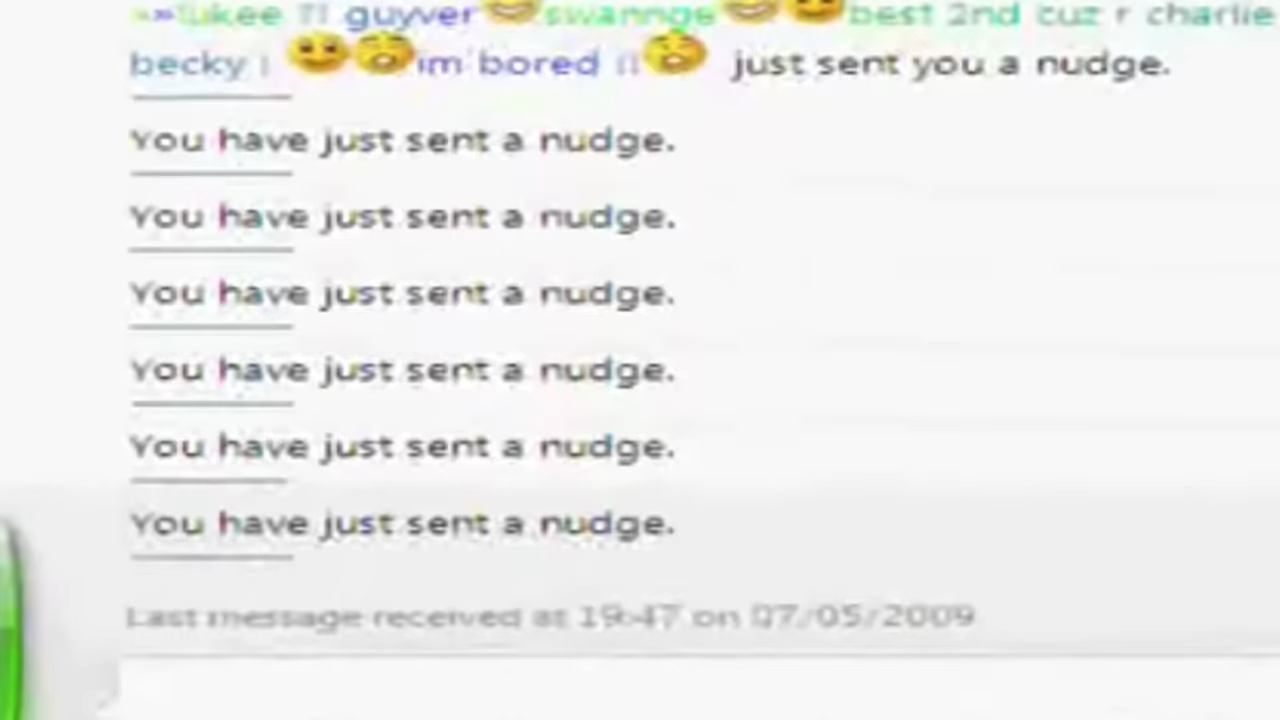 guyver swannge best 2nd cuz r charlie
becky im bored !! just sent you a nudge.
You have just sent a nudge.
You have just sent a nudge.
You have just sent a nudge.
You have just sent a nudge.
You have just sent a nudge.
You have just sent a nudge.
Last message received at 19:47 on 07/05/2009